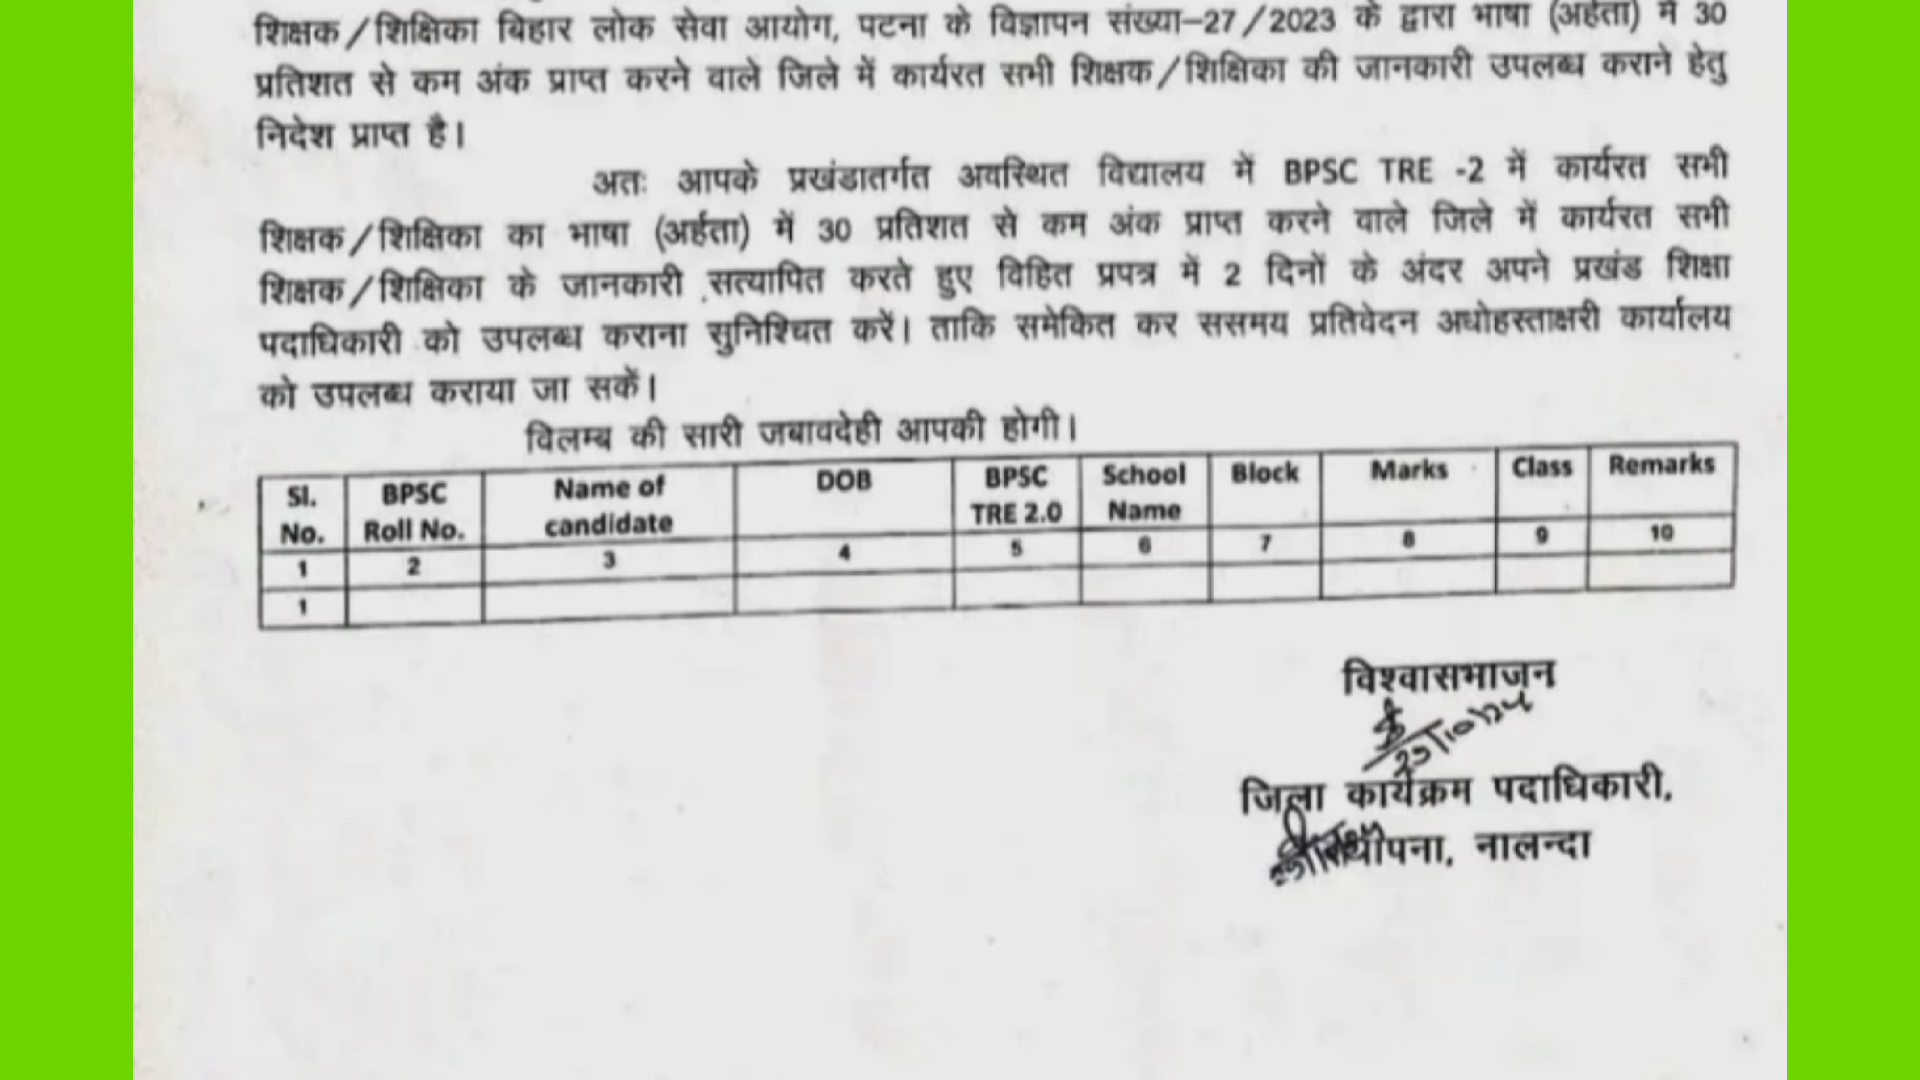 शिक्षक/शिक्षिका बिहार लोक सेवा आयोग, पटना के विज्ञापन संख्या–27/2023 के द्वारा भाषा (अर्हता) में 30
प्रतिशत से कम अंक प्राप्त करने वाले जिले में कार्यरत सभी शिक्षक/शिक्षिका की जानकारी उपलब्ध कराने हेतु
निदेश प्राप्त है।
अतः आपके प्रखंडातर्गत अवस्थित विद्यालय में BPSC TRE -2 में कार्यरत सभी
शिक्षक/शिक्षिका का भाषा (अर्हता) में 30 प्रतिशत से कम अंक प्राप्त करने वाले जिले में कार्यरत सभी
शिक्षक/शिक्षिका के जानकारी सत्यापित करते हुए विहित प्रपत्र में 2 दिनों के अंदर अपने प्रखंड शिक्षा
पदाधिकारी को उपलब्ध कराना सुनिश्चित करें। ताकि समेकित कर ससमय प्रतिवेदन अधोहस्ताक्षरी कार्यालय
को उपलब्ध कराया जा सकें।
विलम्ब की सारी जबावदेही आपकी होगी।
Sl. No. BPSC Roll No. Name of candidate DOB BPSC TRE 2.0 School Name Block Marks Class Remarks
1 2 3 4 5 6 7 8 9 10
1
विश्वासभाजन
जिला कार्यक्रम पदाधिकारी,
स्थापना, नालन्दा